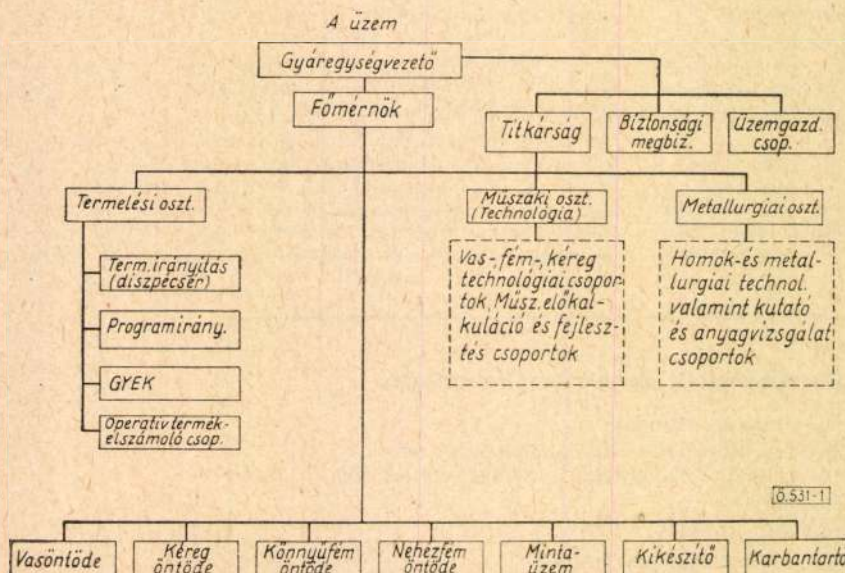 A üzem
Gyáregységvezető
Főmérnök
Titkárság
Biztonsági
megbiz.
Üzemgazd.
csop.
Termelési oszt.
Műszaki oszt.
(Technológia)
Metallurgiai oszt.
Term.irányítás
(diszpécser)
Programirány.
GYEK
Operatív termék-
elszámoló csop.
Vas-, fém-, kéreg
technológiai csopor-
tok, Műsz. előkal-
kuláció és fejlesz-
tés csoportok
Homok-és metal-
lurgiai technol.
valamint kutató
és anyagvizsgálat
csoportok
Ö.531-1
Vasöntöde
Kéreg
öntöde
Könnyűfém
öntöde
Nehézfém
öntöde
Minta-
üzem
Kikészítő
Karbantartó